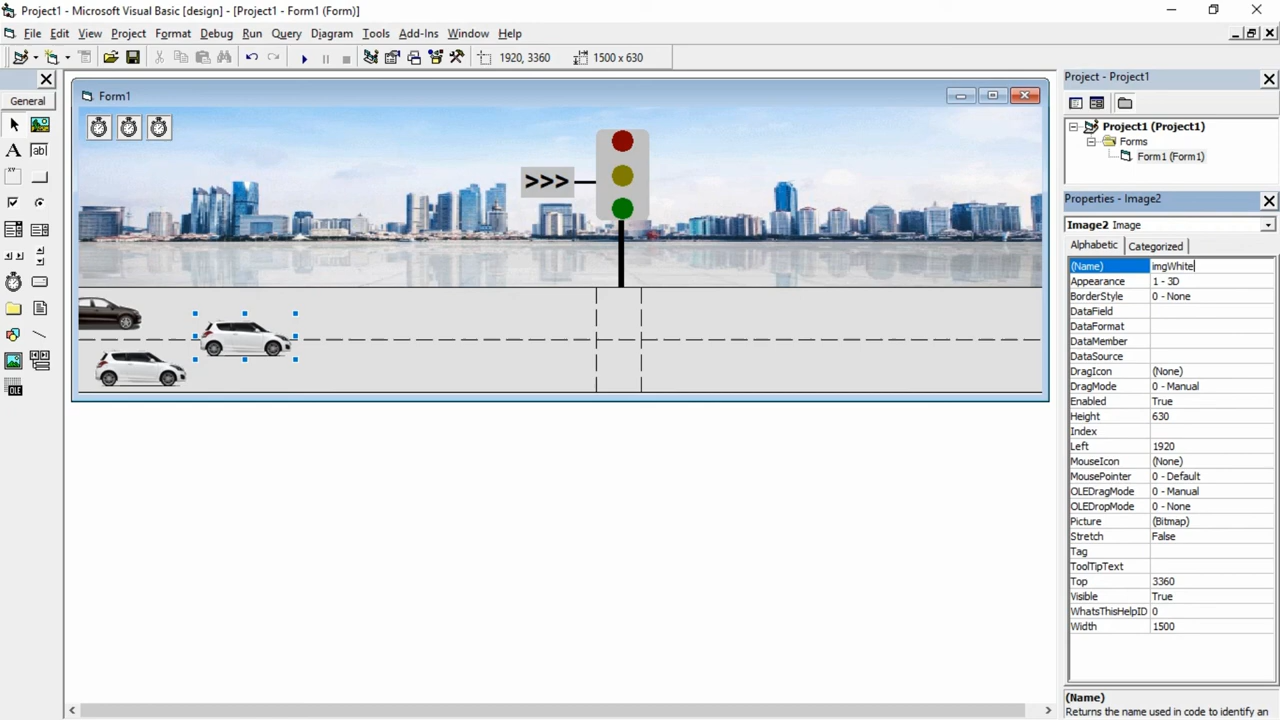 Project1 - Microsoft Visual Basic [design] - [Project1 - Form1 (Form)]
File Edit View Project Format Debug Run Query Diagram Tools Add-Ins Window Help
1920, 3360 1500 x 630
General
A ab|
XY
OLE
Form1
>>>
Project - Project1
Project1 (Project1)
Forms
Form1 (Form1)
Properties - Image2
Image2 Image
Alphabetic Categorized
(Name) imgWhite
Appearance 1 - 3D
BorderStyle 0 - None
DataField
DataFormat
DataMember
DataSource
DragIcon (None)
DragMode 0 - Manual
Enabled True
Height 630
Index
Left 1920
MouseIcon (None)
MousePointer 0 - Default
OLEDragMode 0 - Manual
OLEDropMode 0 - None
Picture (Bitmap)
Stretch False
Tag
ToolTipText
Top 3360
Visible True
WhatsThisHelpID 0
Width 1500
(Name)
Returns the name used in code to identify an